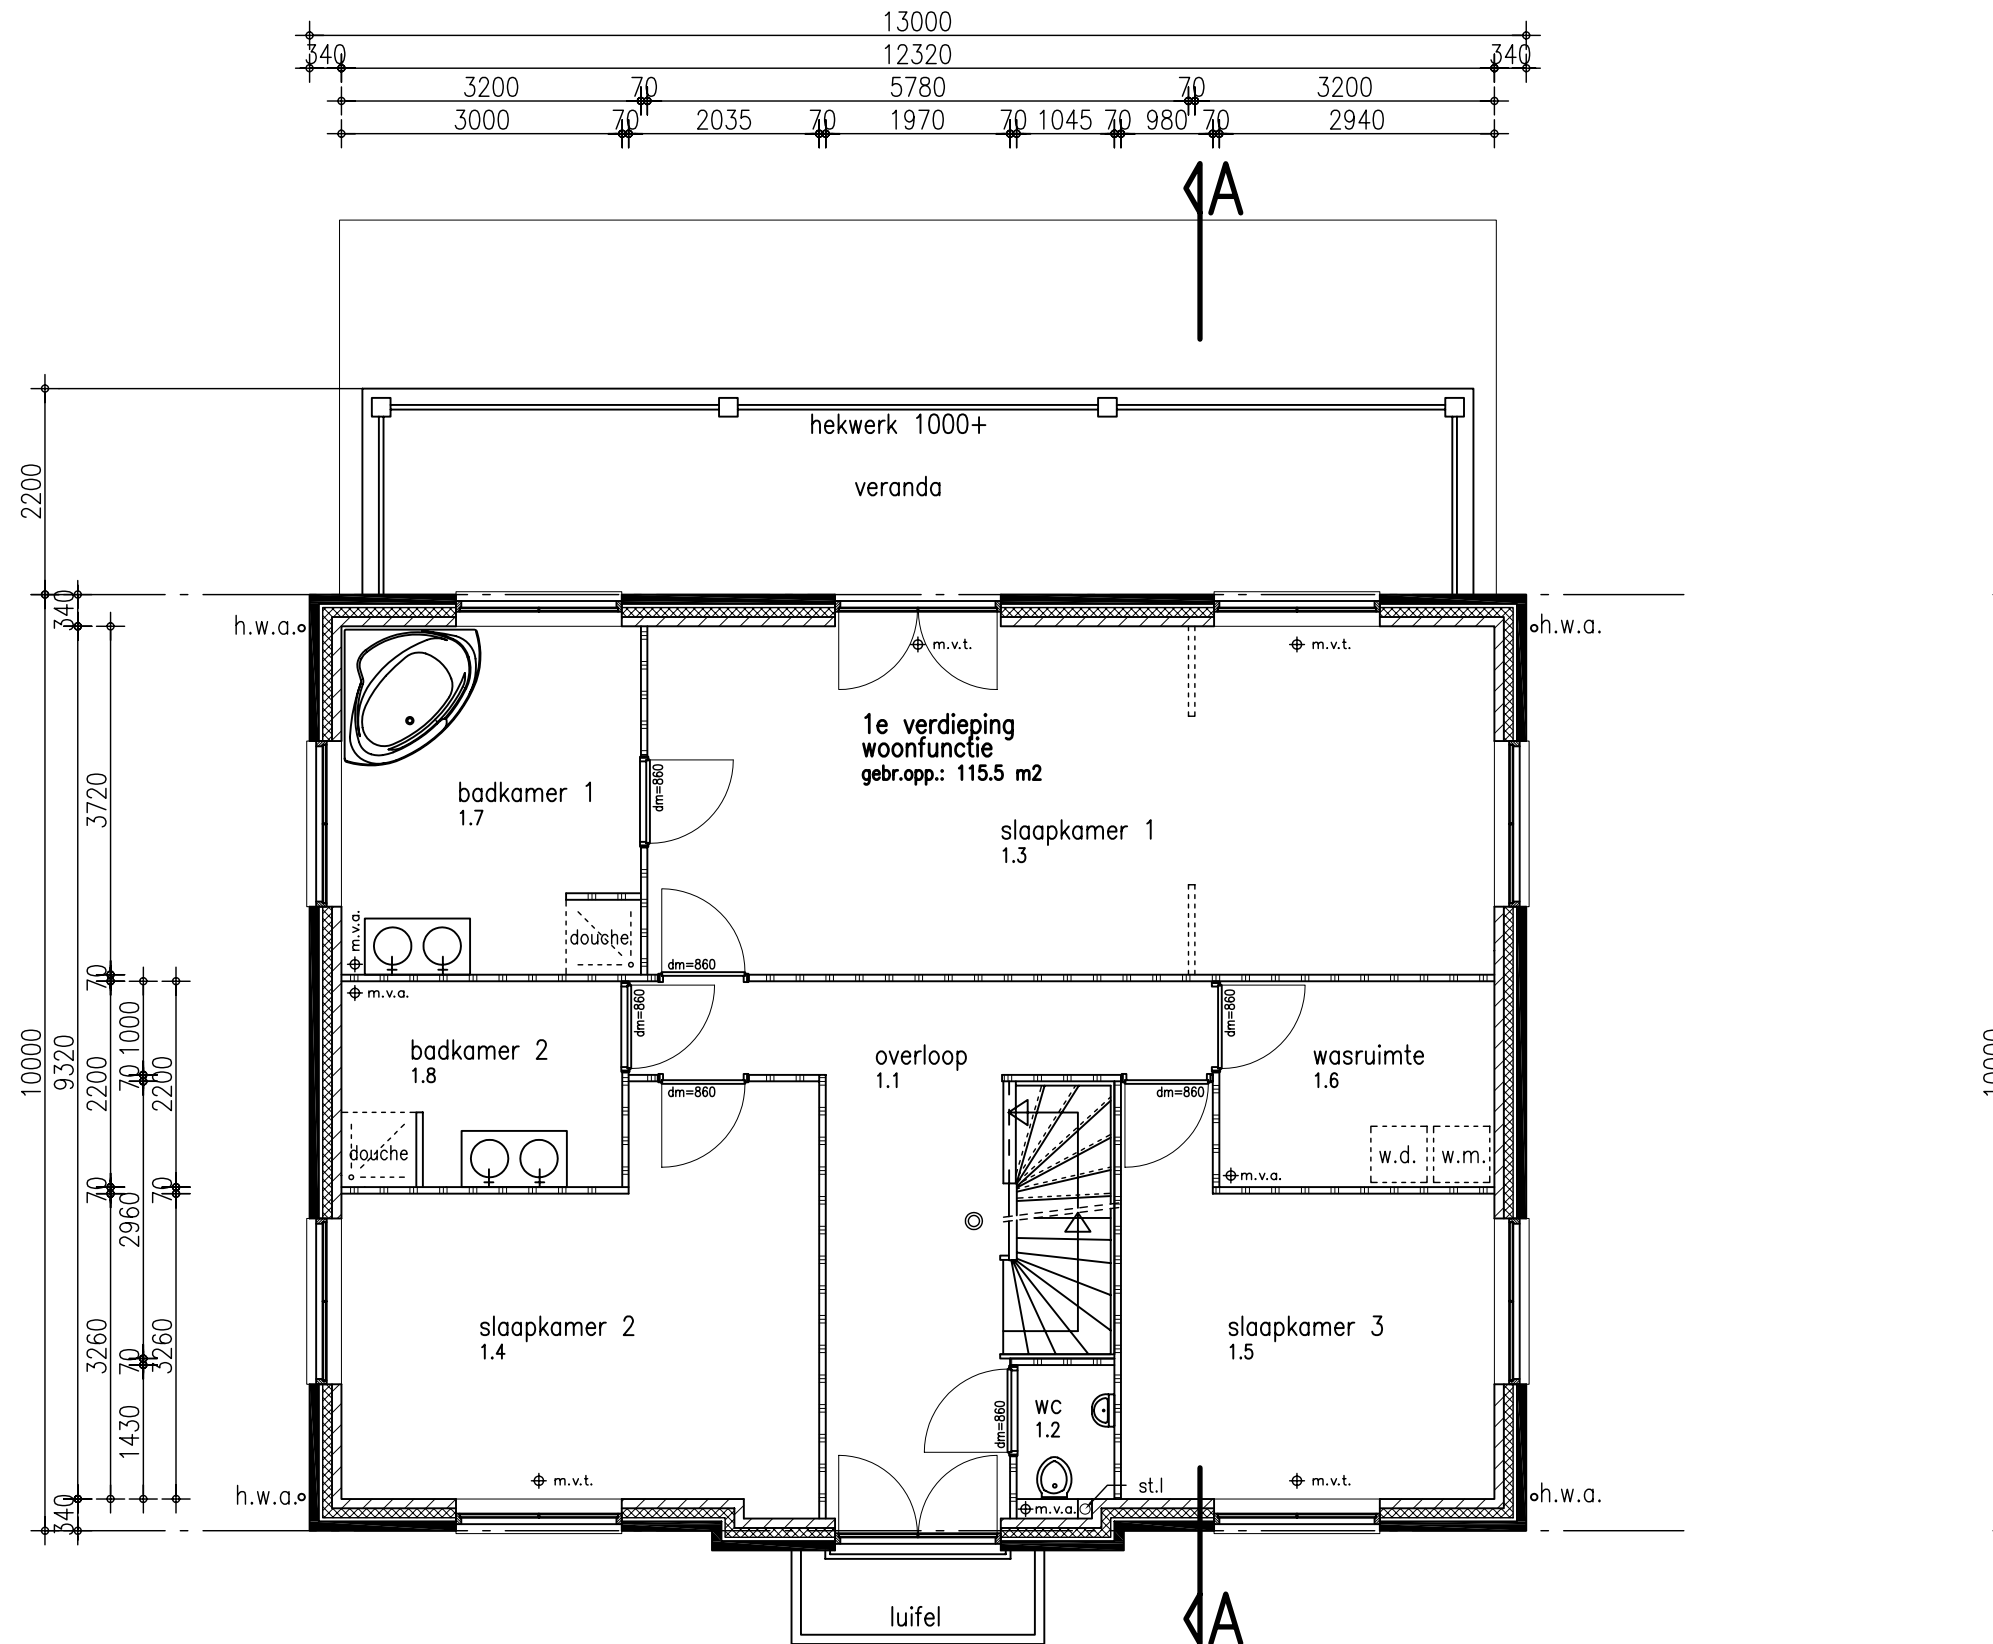 13000
340 12320 340
3200 70 5780 70 3200
3000 70 2035 70 1970 70 1045 70 980 70 2940
A
hekwerk 1000+
veranda
2200
340
h.w.a.
h.w.a.
m.v.t.
m.v.t.
1e verdieping
woonfunctie
gebr.opp.: 115.5 m2
3720
dm=860
badkamer 1
1.7
slaapkamer 1
1.3
m.v.a.
douche
dm=860
70
m.v.a.
dm=860
dm=860
10000
9320
2200
70 1000
2200
badkamer 2
1.8
overloop
1.1
wasruimte
1.6
10000
dm=860
dm=860
douche
w.d.
w.m.
m.v.a.
70
2960
70
slaapkamer 2
1.4
slaapkamer 3
1.5
3260
70
3260
1430
dm=860
WC
1.2
m.v.t.
m.v.t.
st.l
m.v.a.
h.w.a.
h.w.a.
340
luifel
A